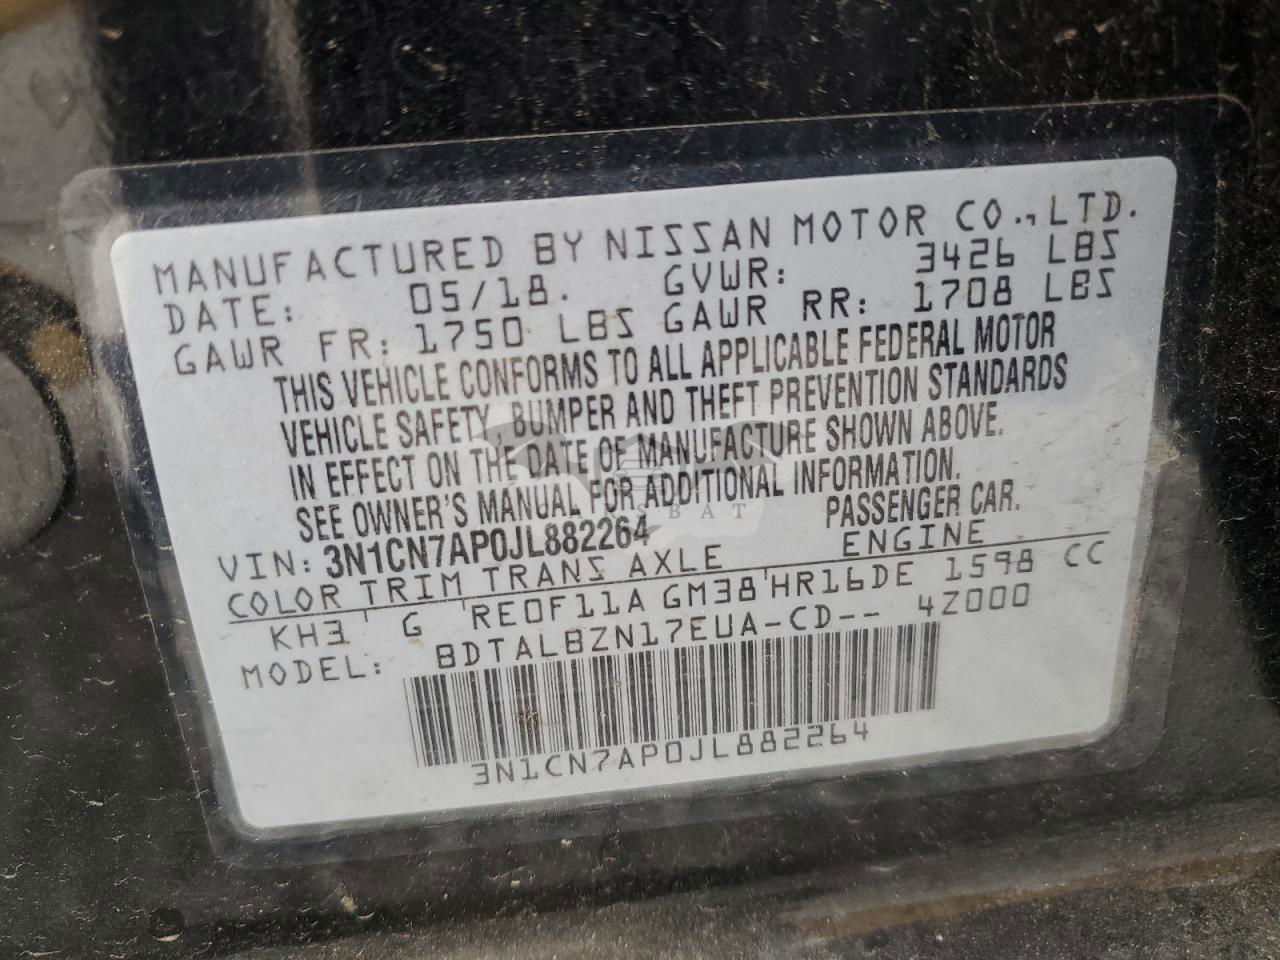 MANUFACTURED BY NISSAN MOTOR CO., LTD.
DATE: 05/18. GVWR: 3426 LBS
GAWR FR: 1750 LBS GAWR RR: 1708 LBS
THIS VEHICLE CONFORMS TO ALL APPLICABLE FEDERAL MOTOR
VEHICLE SAFETY, BUMPER AND THEFT PREVENTION STANDARDS
IN EFFECT ON THE DATE OF MANUFACTURE SHOWN ABOVE.
SEE OWNER'S MANUAL FOR ADDITIONAL INFORMATION.
VIN: 3N1CN7AP0JL882264 PASSENGER CAR.
COLOR TRIM TRANS AXLE ENGINE
KH3 G RE0F11A GM38 HR16DE 1598 CC
MODEL: BDTALBZN17EUA-CD-- 4Z000
3N1CN7AP0JL882264